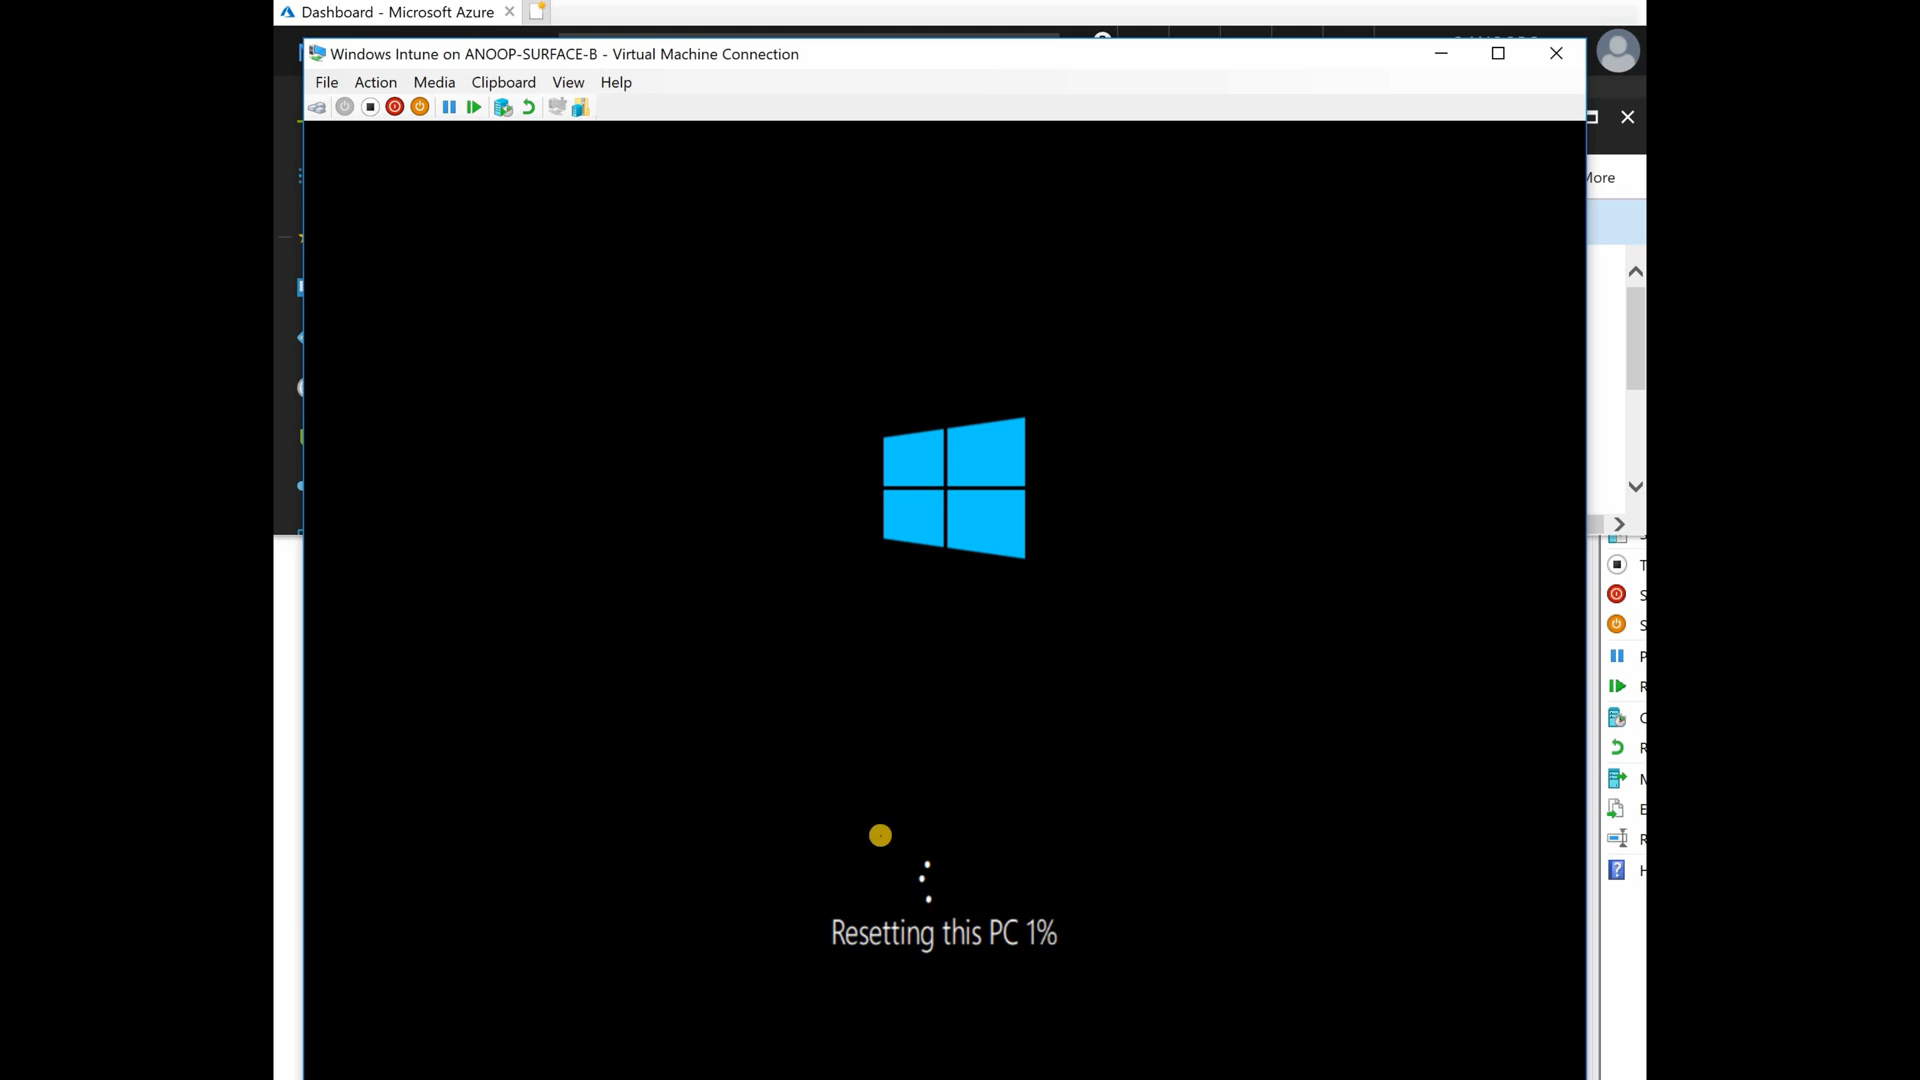 Dashboard - Microsoft Azure
Windows Intune on ANOOP-SURFACE-B - Virtual Machine Connection
File Action Media Clipboard View Help
More
Resetting this PC 1%